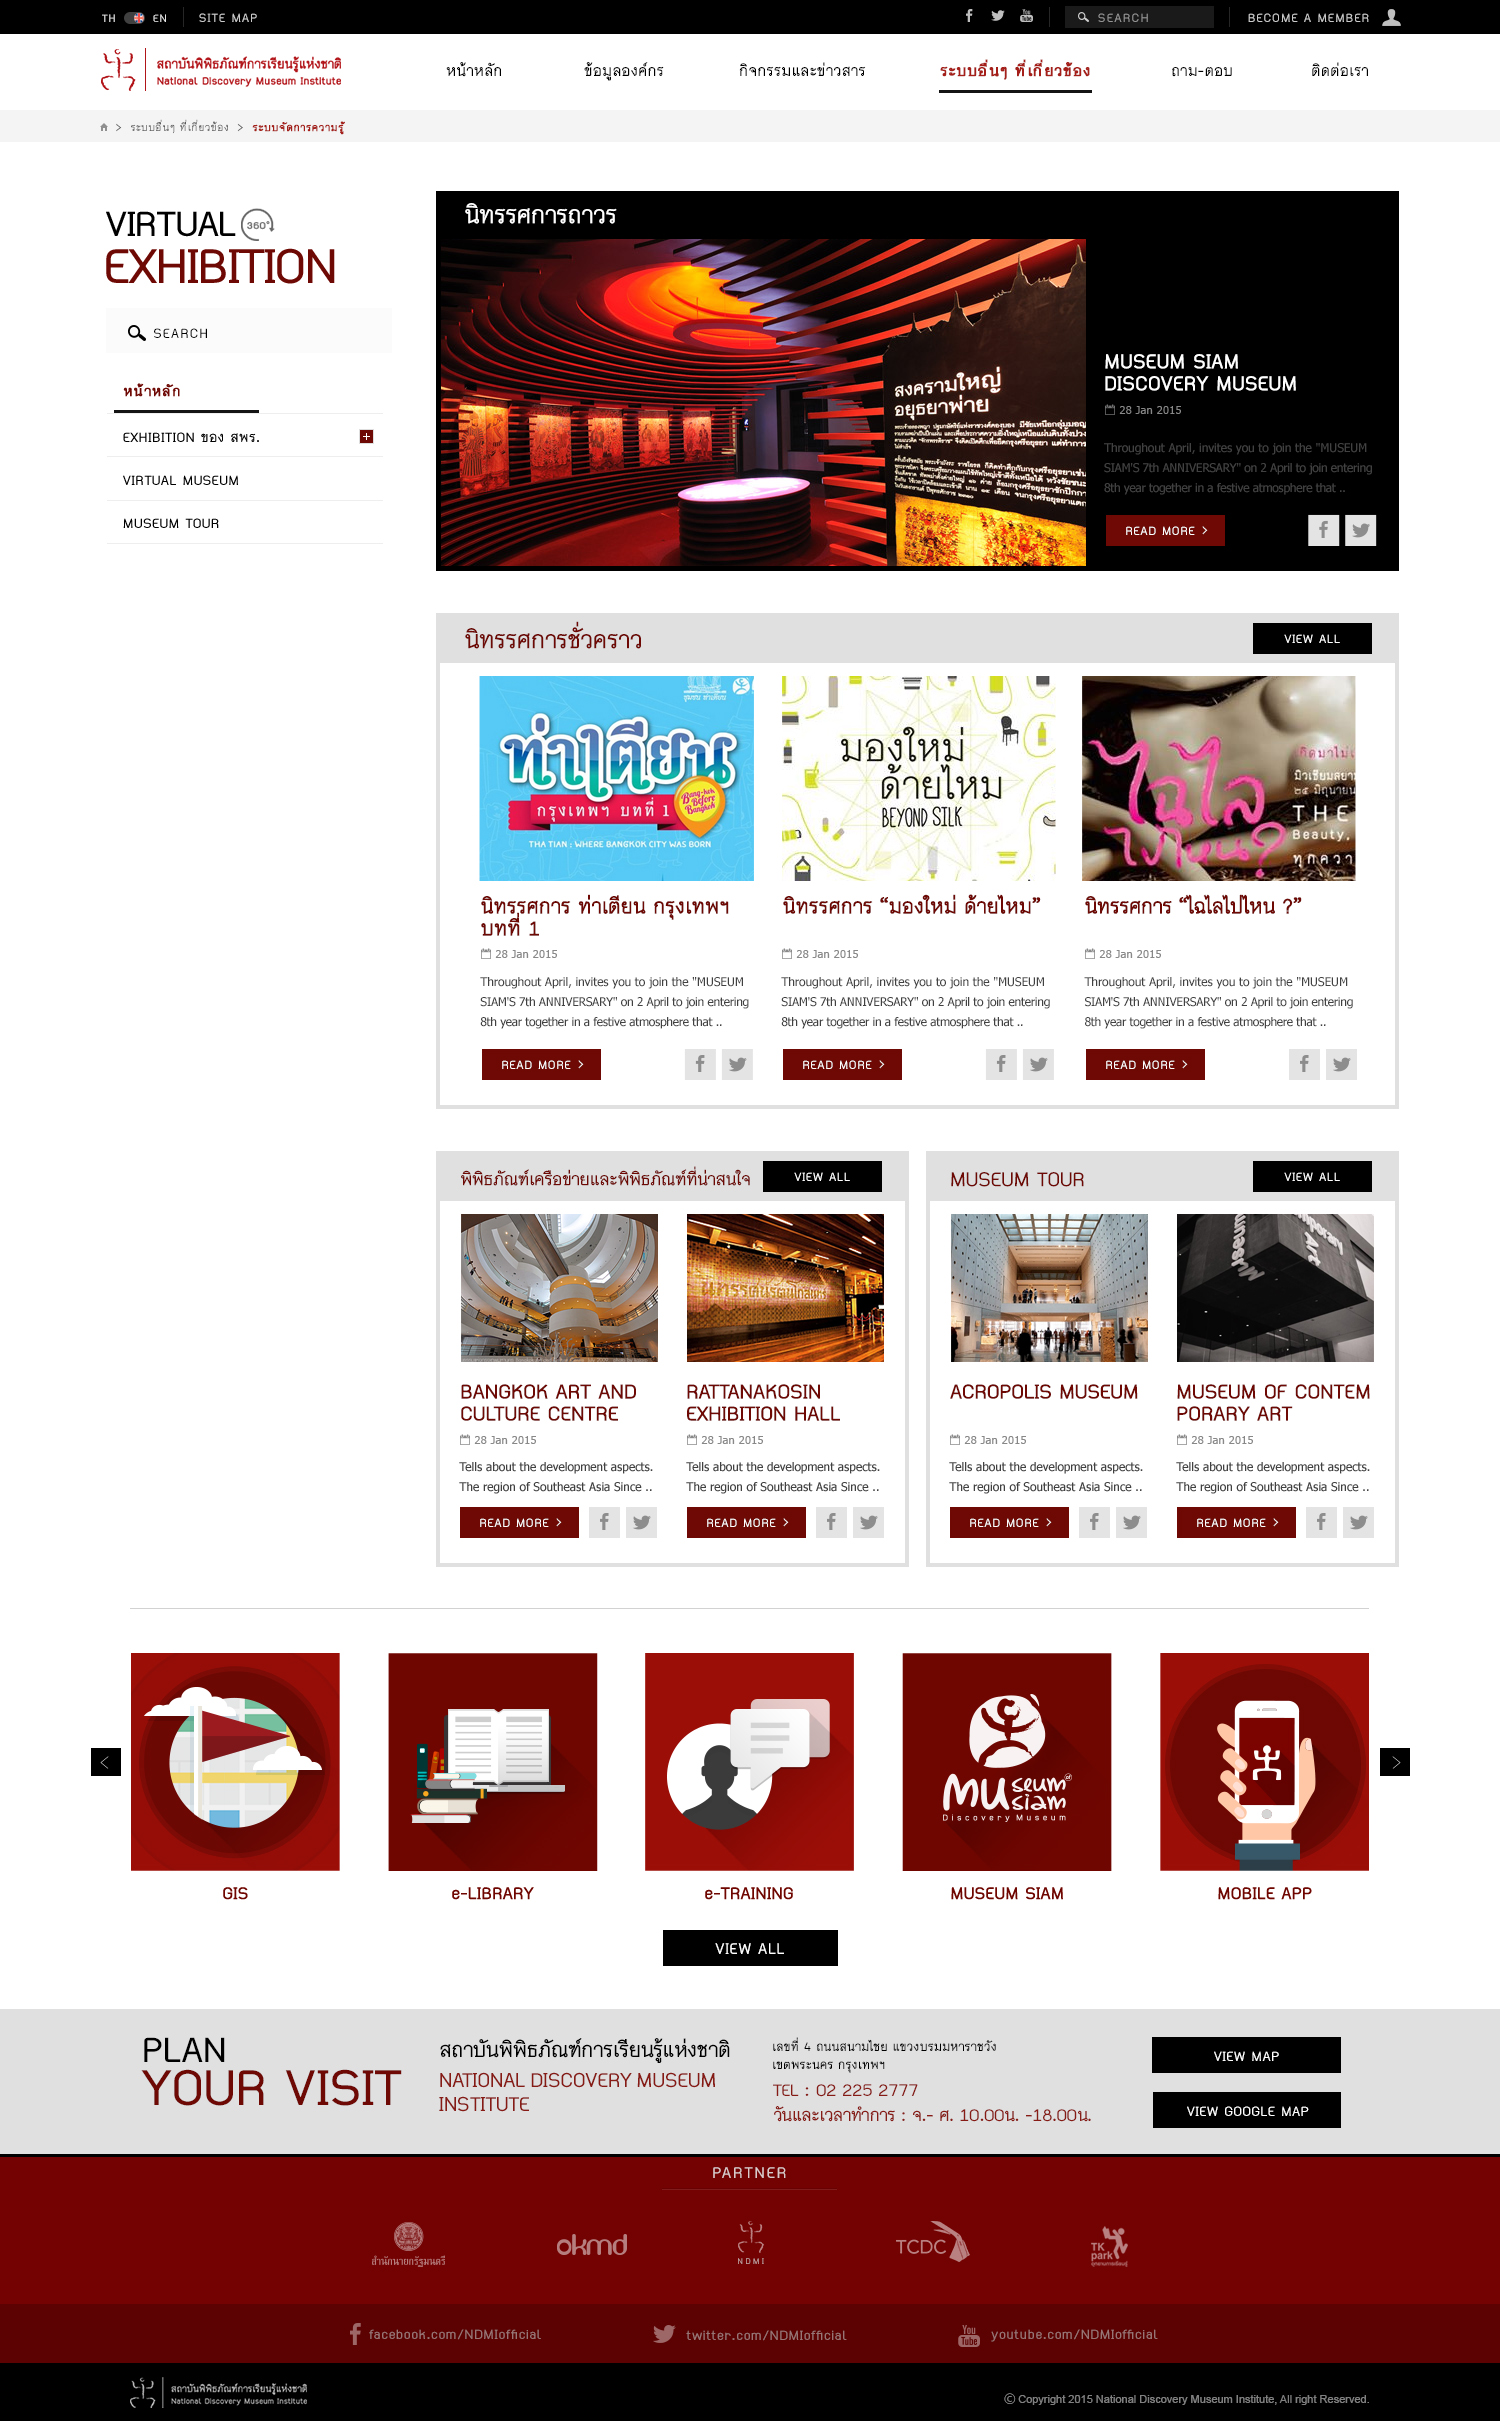 TH EN SITE MAP SEARCH BECOME A MEMBER
สถาบันพิพิธภัณฑ์การเรียนรู้แห่งชาติ
National Discovery Museum Institute
หน้าหลัก ข้อมูลองค์กร กิจกรรมและข่าวสาร ระบบอื่นๆ ที่เกี่ยวข้อง ถาม-ตอบ ติดต่อเรา
> ระบบอื่นๆ ที่เกี่ยวข้อง > ระบบจัดการความรู้
VIRTUAL 360°
EXHIBITION
SEARCH
หน้าหลัก
EXHIBITION ของ สพร.
VIRTUAL MUSEUM
MUSEUM TOUR
นิทรรศการถาวร
สงครามใหญ่
อยุธยาพ่าย
MUSEUM SIAM
DISCOVERY MUSEUM
28 Jan 2015
Throughout April, invites you to join the "MUSEUM
SIAM'S 7th ANNIVERSARY" on 2 April to join entering
8th year together in a festive atmosphere that ..
READ MORE >
นิทรรศการชั่วคราว
VIEW ALL
ท่าเตียน
กรุงเทพฯ บทที่ 1
Bang-kok
Before
Bangkok
THA TIAN : WHERE BANGKOK CITY WAS BORN
มองใหม่
ด้ายไหม
BEYOND SILK
ไฉไล
ไปไหน?
THE
Beauty,
ทุกควา
นิทรรศการ ท่าเตียน กรุงเทพฯ
บทที่ 1
28 Jan 2015
Throughout April, invites you to join the "MUSEUM
SIAM'S 7th ANNIVERSARY" on 2 April to join entering
8th year together in a festive atmosphere that ..
READ MORE >
นิทรรศการ “มองใหม่ ด้ายไหม”
28 Jan 2015
Throughout April, invites you to join the "MUSEUM
SIAM'S 7th ANNIVERSARY" on 2 April to join entering
8th year together in a festive atmosphere that ..
READ MORE >
นิทรรศการ “ไฉไลไปไหน ?”
28 Jan 2015
Throughout April, invites you to join the "MUSEUM
SIAM'S 7th ANNIVERSARY" on 2 April to join entering
8th year together in a festive atmosphere that ..
READ MORE >
พิพิธภัณฑ์เครือข่ายและพิพิธภัณฑ์ที่น่าสนใจ
VIEW ALL
BANGKOK ART AND
CULTURE CENTRE
28 Jan 2015
Tells about the development aspects.
The region of Southeast Asia Since ..
READ MORE >
RATTANAKOSIN
EXHIBITION HALL
28 Jan 2015
Tells about the development aspects.
The region of Southeast Asia Since ..
READ MORE >
MUSEUM TOUR
VIEW ALL
ACROPOLIS MUSEUM
28 Jan 2015
Tells about the development aspects.
The region of Southeast Asia Since ..
READ MORE >
MUSEUM OF CONTEM
PORARY ART
28 Jan 2015
Tells about the development aspects.
The region of Southeast Asia Since ..
READ MORE >
Museum of
siam
Discovery Museum
GIS
e-LIBRARY
e-TRAINING
MUSEUM SIAM
MOBILE APP
VIEW ALL
PLAN
YOUR VISIT
สถาบันพิพิธภัณฑ์การเรียนรู้แห่งชาติ
NATIONAL DISCOVERY MUSEUM
INSTITUTE
เลขที่ 4 ถนนสนามไชย แขวงบรมมหาราชวัง
เขตพระนคร กรุงเทพฯ
TEL : 02 225 2777
วันและเวลาทำการ : จ.- ศ. 10.00น. -18.00น.
VIEW MAP
VIEW GOOGLE MAP
PARTNER
สำนักนายกรัฐมนตรี
okmd
NDMI
TCDC
TK
park
facebook.com/NDMIofficial
twitter.com/NDMIofficial
You
Tube
youtube.com/NDMIofficial
สถาบันพิพิธภัณฑ์การเรียนรู้แห่งชาติ
National Discovery Museum Institute
© Copyright 2015 National Discovery Museum Institute, All right Reserved.